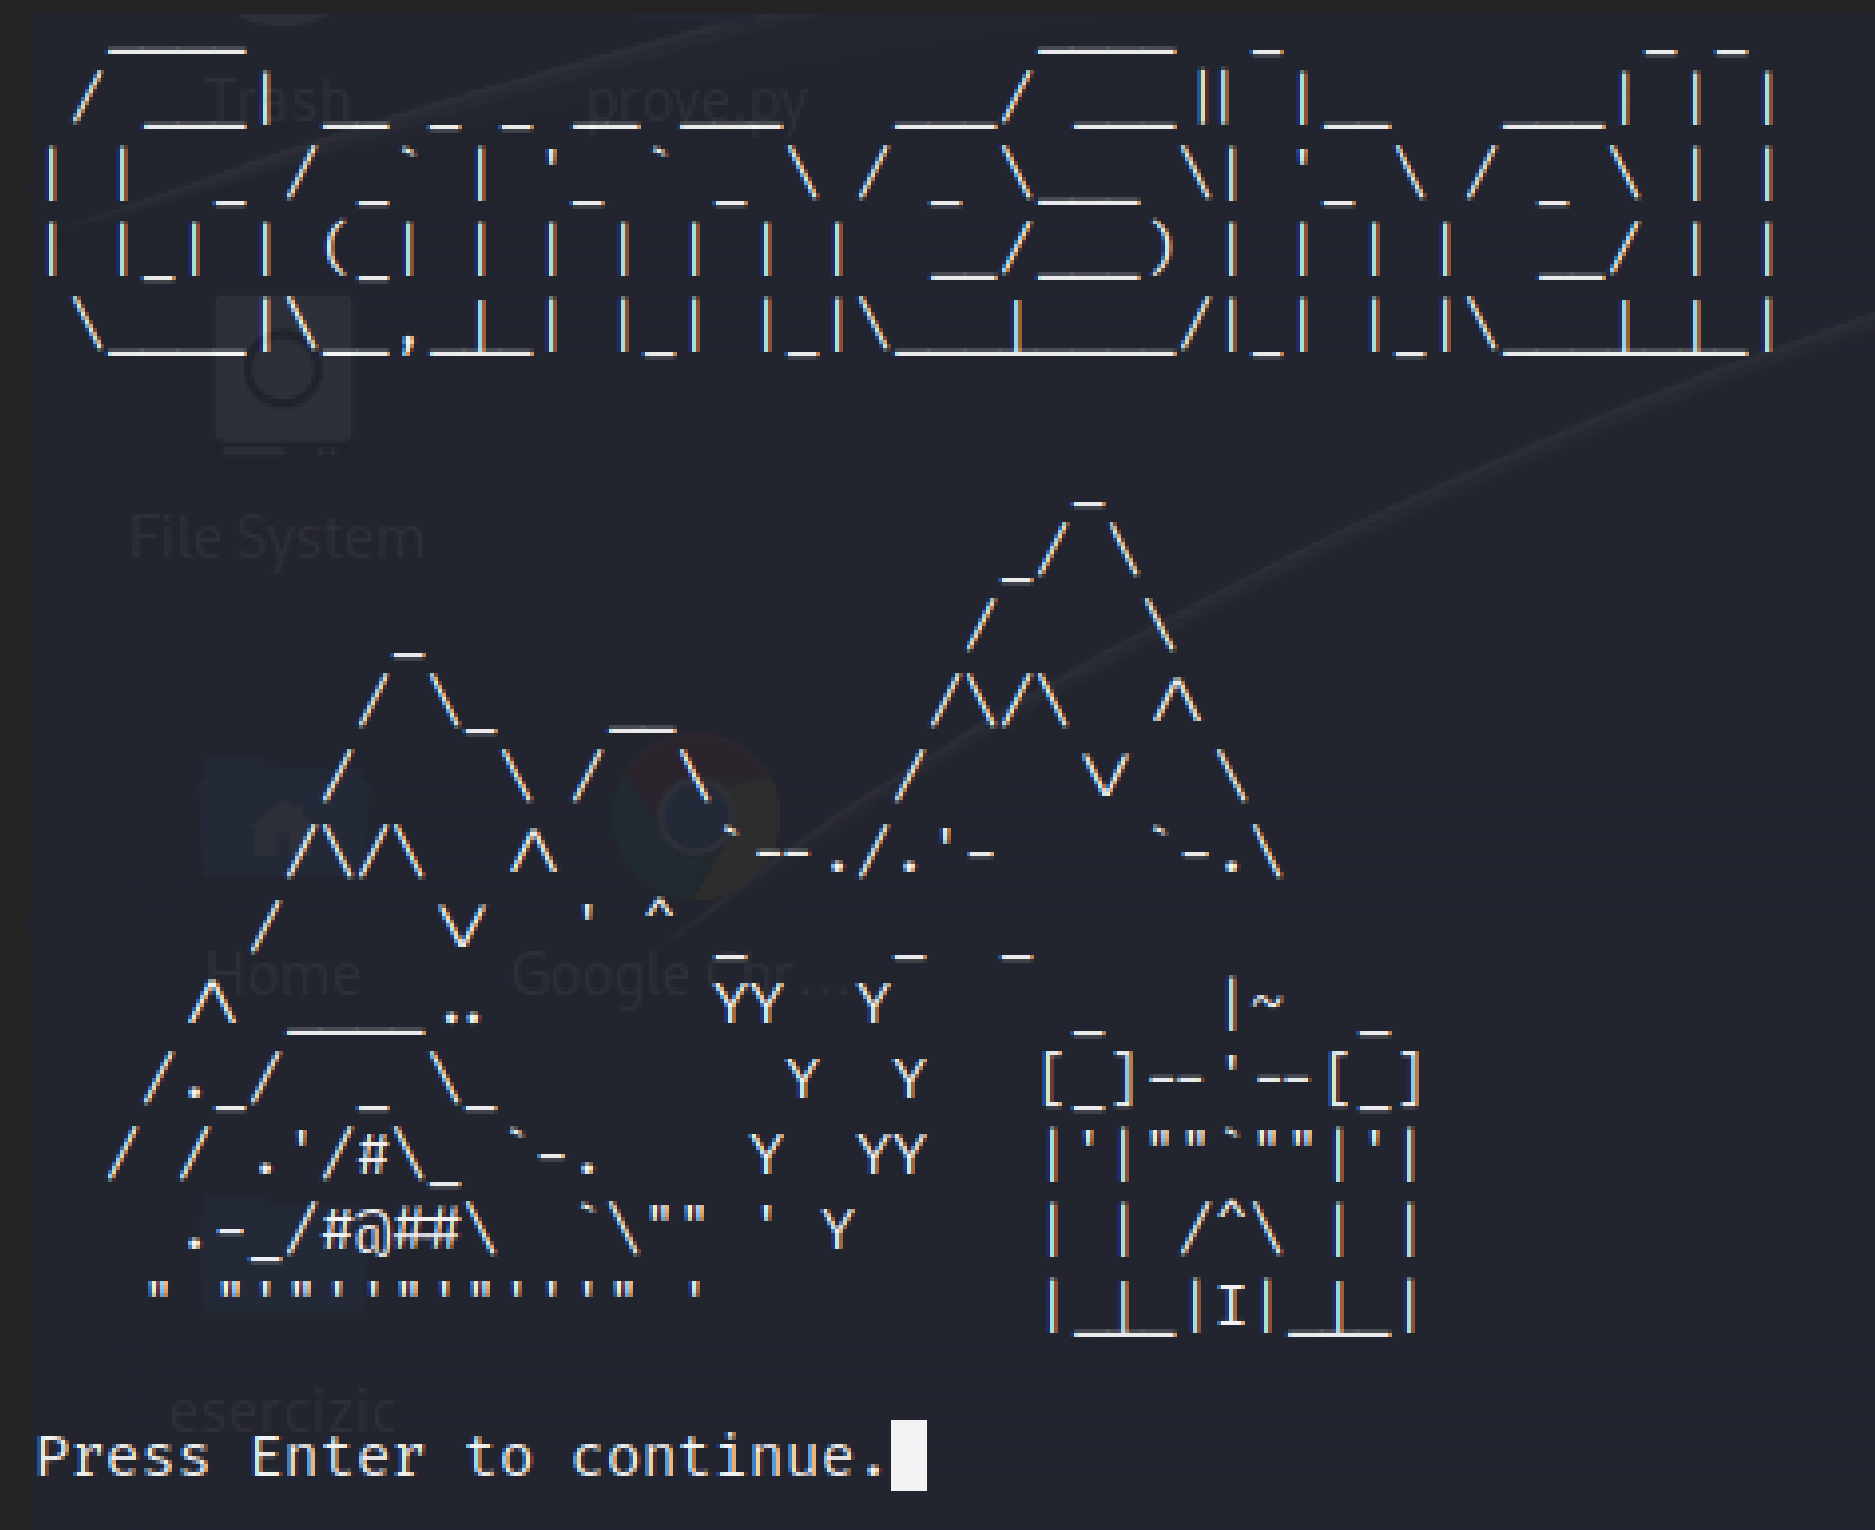 GameShell
Trash
prove.py
File System
Home
Google Chr...
esercizic
Press Enter to continue.